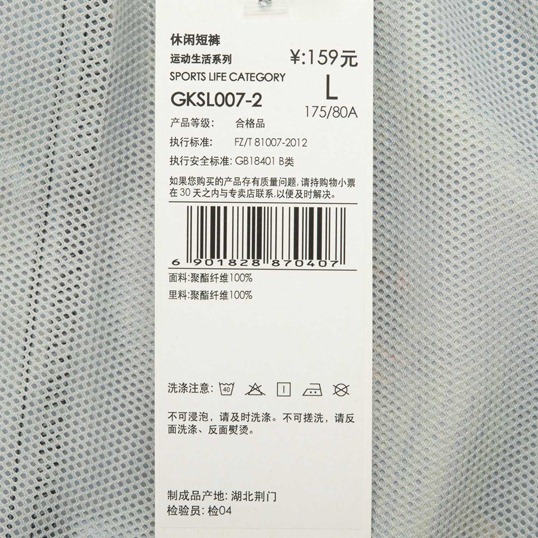 休闲短裤
运动生活系列
¥:159元
SPORTS LIFE CATEGORY
L
GKSL007-2
175/80A
产品等级: 合格品
执行标准: FZ/T 81007-2012
执行安全标准: GB18401 B类
如果您购买的产品存有质量问题,请持购物小票
在 30 天之内与专卖店联系,以便及时解决。
6 901828 870407
面料:聚酯纤维100%
里料:聚酯纤维100%
洗涤注意: 40
不可浸泡，请及时洗涤。不可搓洗，请反
面洗涤、反面熨烫。
制成品产地: 湖北荆门
检验员: 检04